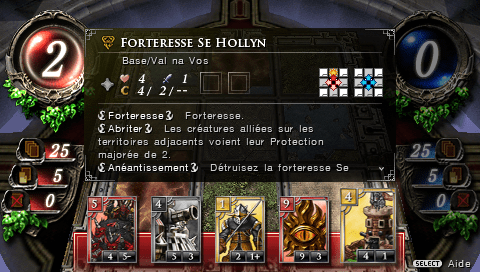 2
0
Forteresse Se Hollyn
Base/Val na Vos
4 1
C 4/ 2/--
Forteresse Forteresse.
Abriter Les créatures alliées sur les
territoires adjacents voient leur Protection
majorée de 2.
Anéantissement Détruisez la forteresse Se
25 25
5 5
0 0
5 4 1 9 4
4 5- 5 3 2 1+ 9 3 4 1
SELECT Aide